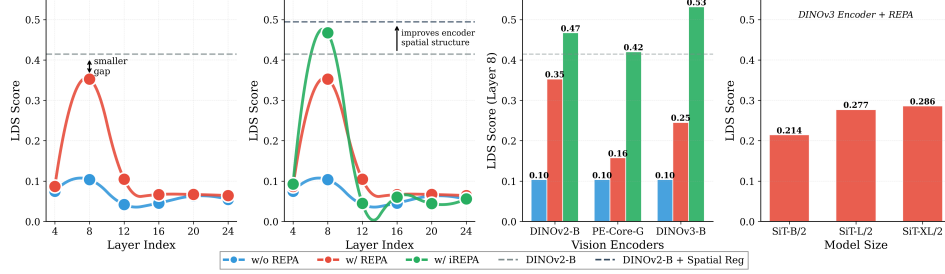 LDS Score
0.5
0.4
0.3
0.2
0.1
0.0
smaller
gap
4
8
12
16
20
24
Layer Index
LDS Score
0.5
0.4
0.3
0.2
0.1
0.0
improves encoder
spatial structure
4
8
12
16
20
24
Layer Index
LDS Score (Layer 8)
0.5
0.4
0.3
0.2
0.1
0.0
0.10
0.35
0.47
0.10
0.16
0.42
0.10
0.25
0.53
DINOv2-B
PE-Core-G
DINOv3-B
Vision Encoders
LDS Score
0.5
0.4
0.3
0.2
0.1
0.0
DINOv3 Encoder + REPA
0.214
0.277
0.286
SiT-B/2
SiT-L/2
SiT-XL/2
Model Size
w/o REPA
w/ REPA
w/ iREPA
DINOv2-B
DINOv2-B + Spatial Reg